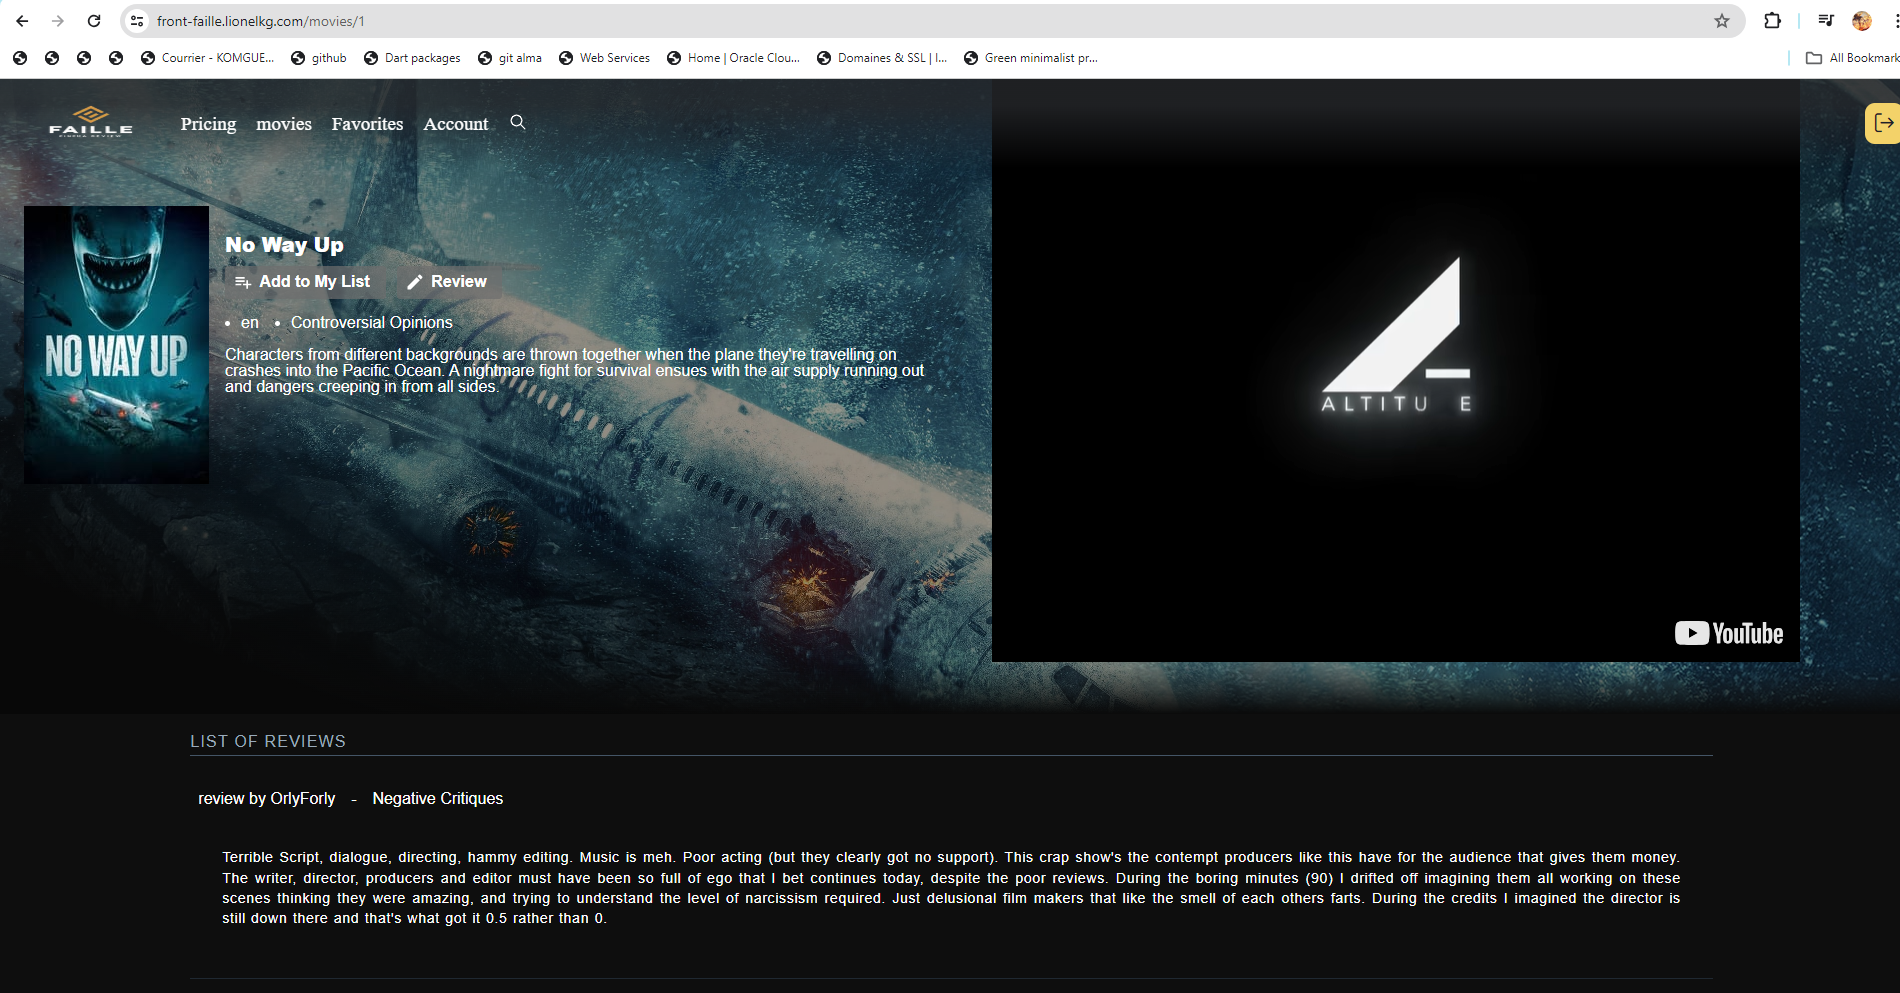 front-faille.lionelkg.com/movies/1
Courrier - KOMGUE...
github
Dart packages
git alma
Web Services
Home | Oracle Clou...
Domaines & SSL | I...
Green minimalist pr...
All Bookmark
FAILLE
CINEMA REVIEW
Pricing
movies
Favorites
Account
NO WAY UP
No Way Up
Add to My List
Review
en
Controversial Opinions
Characters from different backgrounds are thrown together when the plane they're travelling on
crashes into the Pacific Ocean. A nightmare fight for survival ensues with the air supply running out
and dangers creeping in from all sides.
ALTITU E
YouTube
LIST OF REVIEWS
review by OrlyForly - Negative Critiques
Terrible Script, dialogue, directing, hammy editing. Music is meh. Poor acting (but they clearly got no support). This crap show's the contempt producers like this have for the audience that gives them money.
The writer, director, producers and editor must have been so full of ego that I bet continues today, despite the poor reviews. During the boring minutes (90) I drifted off imagining them all working on these
scenes thinking they were amazing, and trying to understand the level of narcissism required. Just delusional film makers that like the smell of each others farts. During the credits I imagined the director is
still down there and that's what got it 0.5 rather than 0.